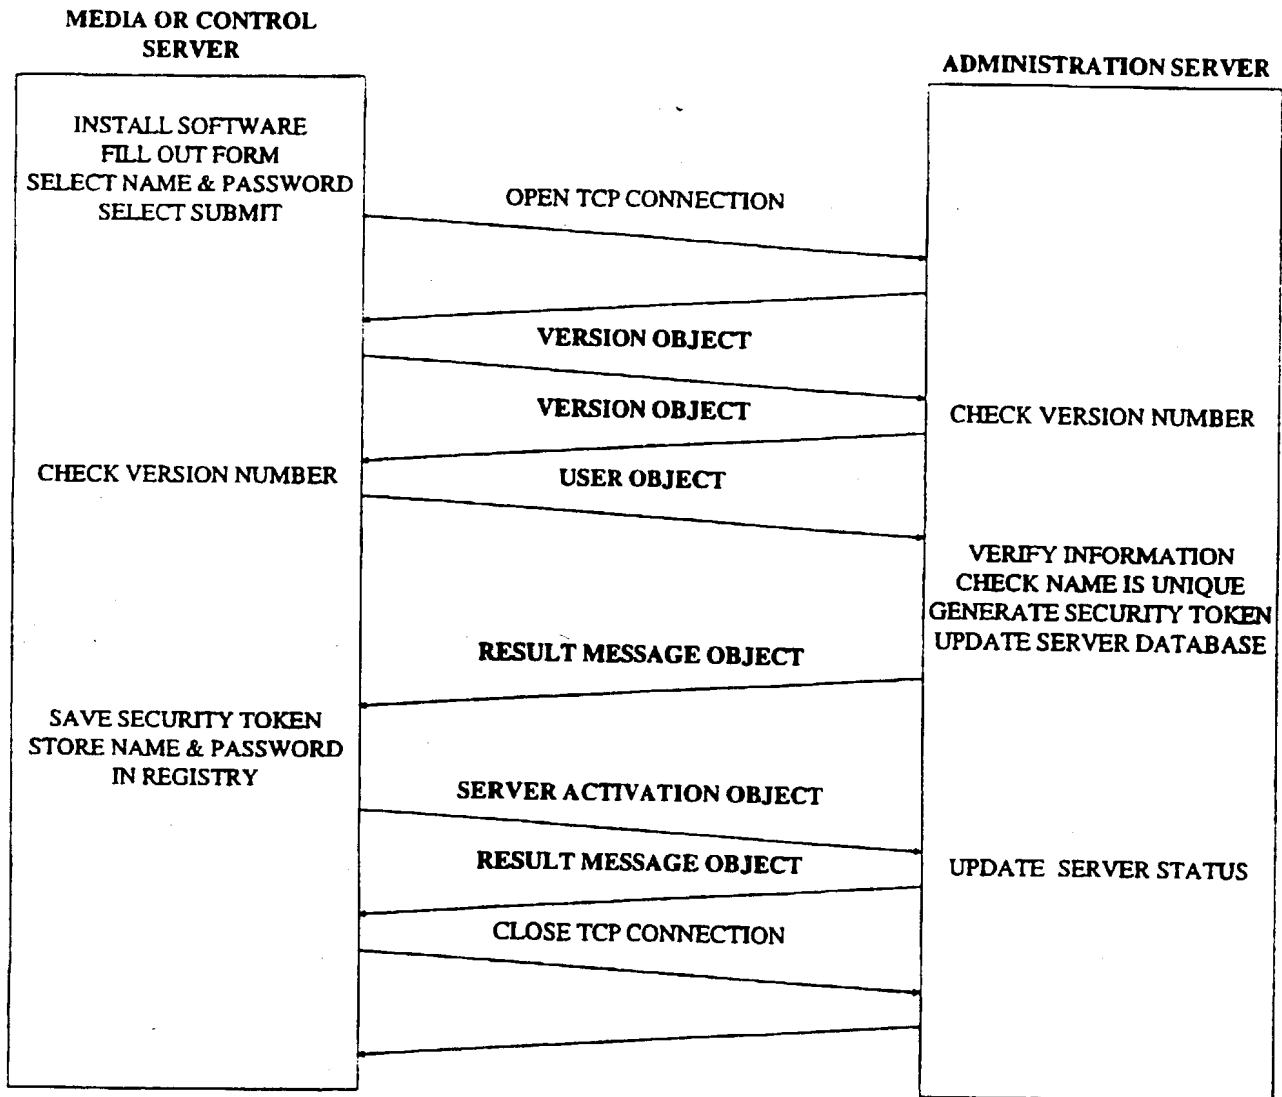 MEDIA OR CONTROL
SERVER
ADMINISTRATION SERVER
INSTALL SOFTWARE
FILL OUT FORM
SELECT NAME & PASSWORD
SELECT SUBMIT
OPEN TCP CONNECTION
VERSION OBJECT
VERSION OBJECT
CHECK VERSION NUMBER
CHECK VERSION NUMBER
USER OBJECT
VERIFY INFORMATION
CHECK NAME IS UNIQUE
GENERATE SECURITY TOKEN
UPDATE SERVER DATABASE
RESULT MESSAGE OBJECT
SAVE SECURITY TOKEN
STORE NAME & PASSWORD
IN REGISTRY
SERVER ACTIVATION OBJECT
RESULT MESSAGE OBJECT
UPDATE SERVER STATUS
CLOSE TCP CONNECTION